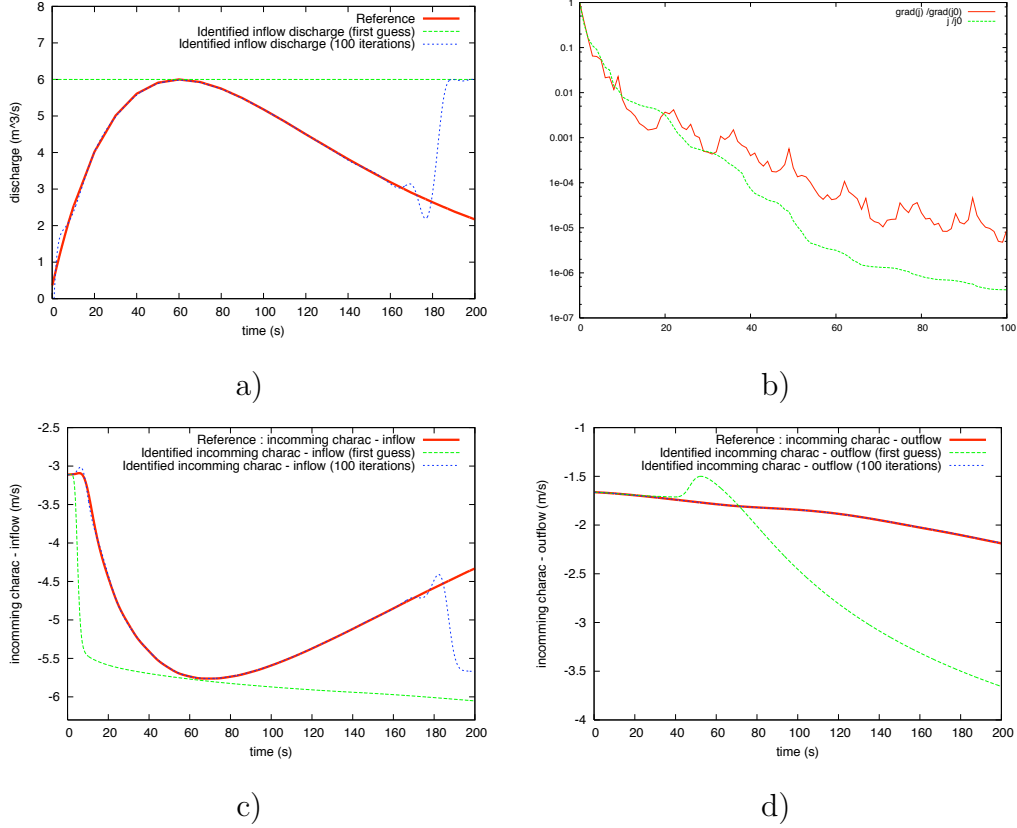 Reference
Identified inflow discharge (first guess)
Identified inflow discharge (100 iterations)
8
7
6
5
4
3
2
1
0
discharge (m^3/s)
0 20 40 60 80 100 120 140 160 180 200
time (s)
a)
grad(j) /grad(j0)
j /j0
1
0.1
0.01
0.001
1e-04
1e-05
1e-06
1e-07
0 20 40 60 80 100
b)
Reference : incomming charac - inflow
Identified incomming charac - inflow (first guess)
Identified incomming charac - inflow (100 iterations)
-2.5
-3
-3.5
-4
-4.5
-5
-5.5
-6
incomming charac - inflow (m/s)
0 20 40 60 80 100 120 140 160 180 200
time (s)
c)
Reference : incomming charac - outflow
Identified incomming charac - outflow (first guess)
Identified incomming charac - outflow (100 iterations)
-1
-1.5
-2
-2.5
-3
-3.5
-4
incomming charac - outflow (m/s)
0 20 40 60 80 100 120 140 160 180 200
time (s)
d)